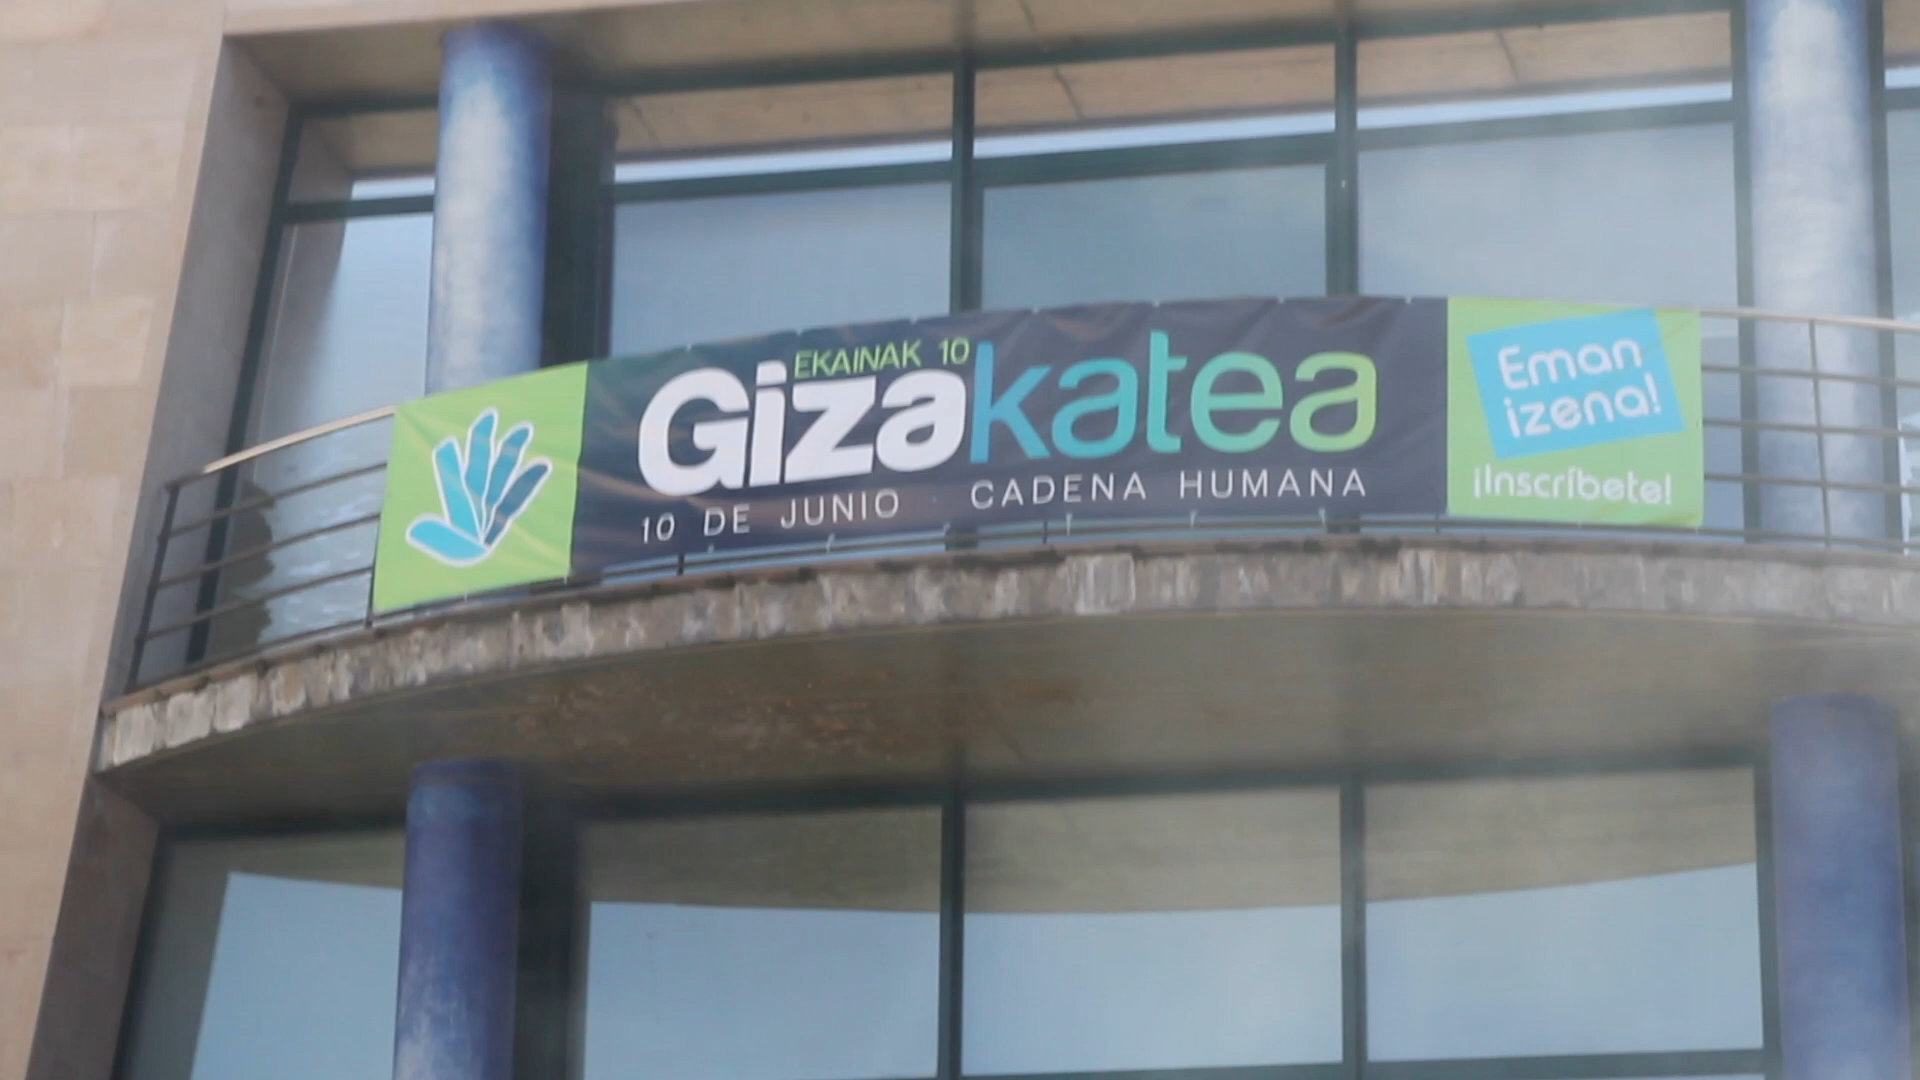 EKAINAK 10
Gizakatea
10 DE JUNIO CADENA HUMANA
Eman
izena!
¡Inscríbete!